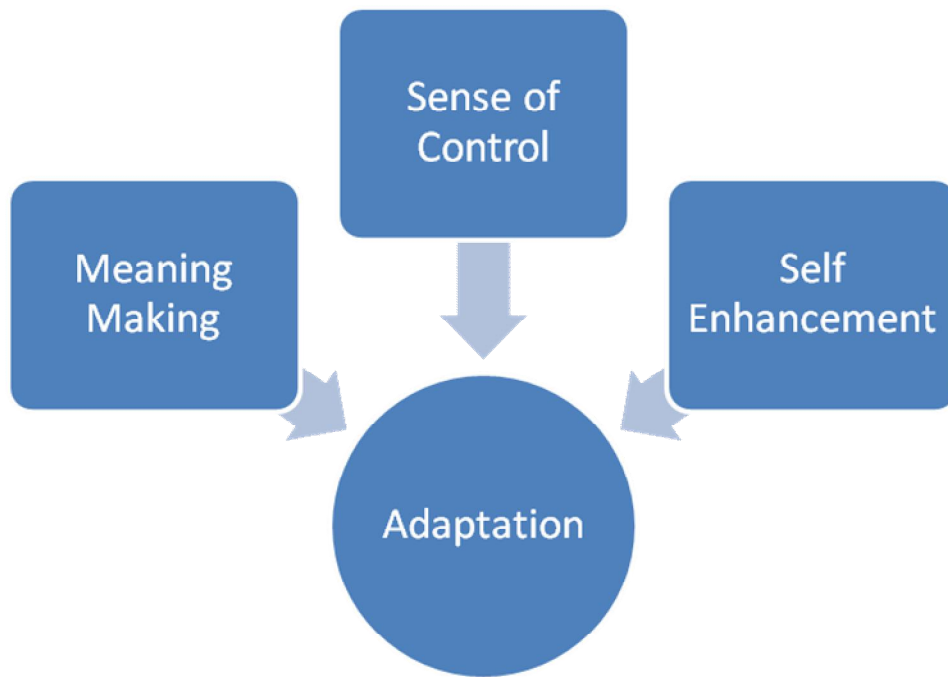 Sense of
Control
Meaning
Making
Self
Enhancement
Adaptation